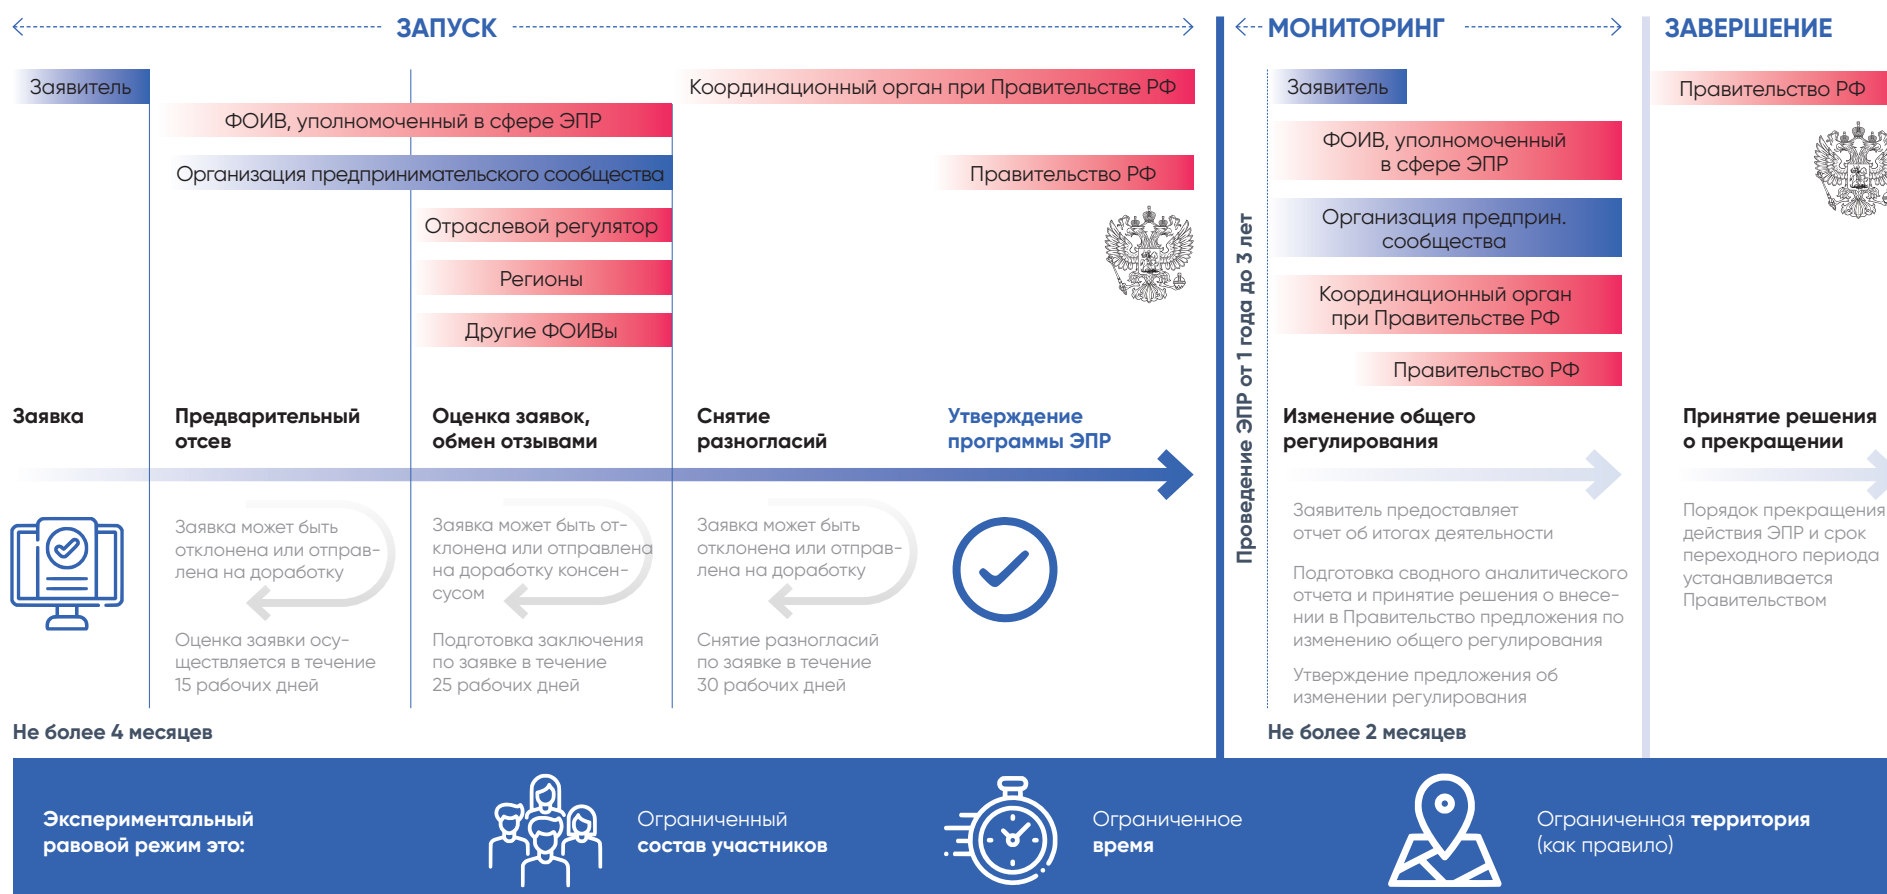 ЗАПУСК
МОНИТОРИНГ
ЗАВЕРШЕНИЕ
Заявитель
ФОИВ, уполномоченный в сфере ЭПР
Организация предпринимательского сообщества
Отраслевой регулятор
Регионы
Другие ФОИВы
Координационный орган при Правительстве РФ
Правительство РФ
Заявка
Предварительный
отсев
Оценка заявок,
обмен отзывами
Снятие
разногласий
Утверждение
программы ЭПР
Заявка может быть
отклонена или отправ-
лена на доработку
Оценка заявки осу-
ществляется в течение
15 рабочих дней
Заявка может быть от-
клонена или отправлена
на доработку консен-
сусом
Подготовка заключения
по заявке в течение
25 рабочих дней
Заявка может быть
отклонена или отправ-
лена на доработку
Снятие разногласий
по заявке в течение
30 рабочих дней
Не более 4 месяцев
Проведение ЭПР от 1 года до 3 лет
Заявитель
ФОИВ, уполномоченный
в сфере ЭПР
Организация предприн.
сообщества
Координационный орган
при Правительстве РФ
Правительство РФ
Изменение общего
регулирования
Заявитель предоставляет
отчет об итогах деятельности
Подготовка сводного аналитического
отчета и принятие решения о внесе-
нии в Правительство предложения по
изменению общего регулирования
Утверждение предложения об
изменении регулирования
Не более 2 месяцев
Правительство РФ
Принятие решения
о прекращении
Порядок прекращения
действия ЭПР и срок
переходного периода
устанавливается
Правительством
Экспериментальный
равовой режим это:
Ограниченный
состав участников
Ограниченное
время
Ограниченная территория
(как правило)